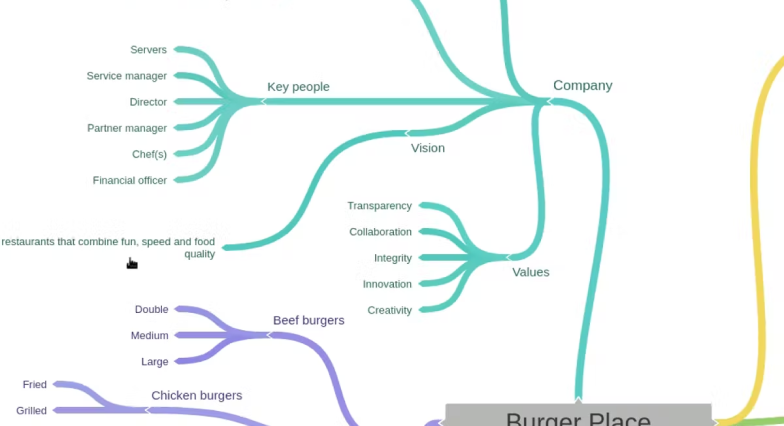 Servers
Service manager
Director
Partner manager
Chef(s)
Financial officer
Key people
Company
Vision
restaurants that combine fun, speed and food
quality
Transparency
Collaboration
Integrity
Innovation
Creativity
Values
Double
Medium
Large
Beef burgers
Fried
Grilled
Chicken burgers
Burger Place